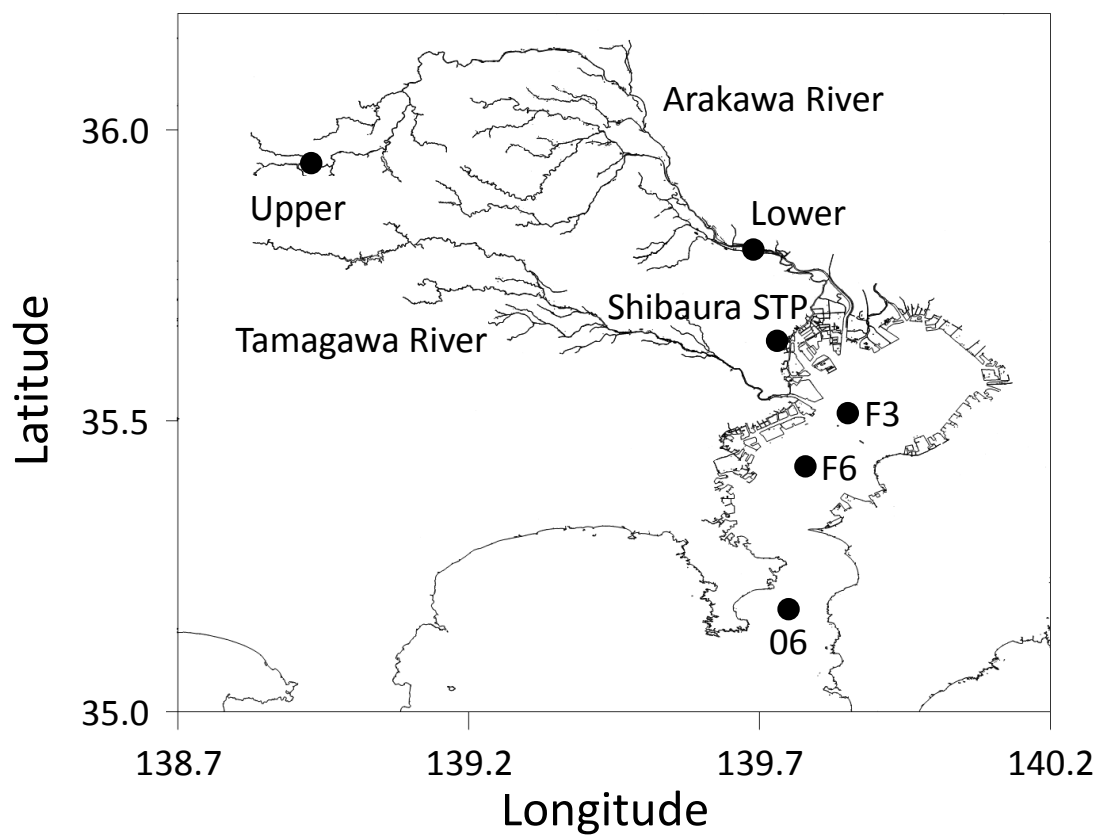 Arakawa River
36.0
Upper
Lower
Shibaura STP
Tamagawa River
Latitude
35.5
F3
F6
06
35.0
138.7
139.2
139.7
140.2
Longitude